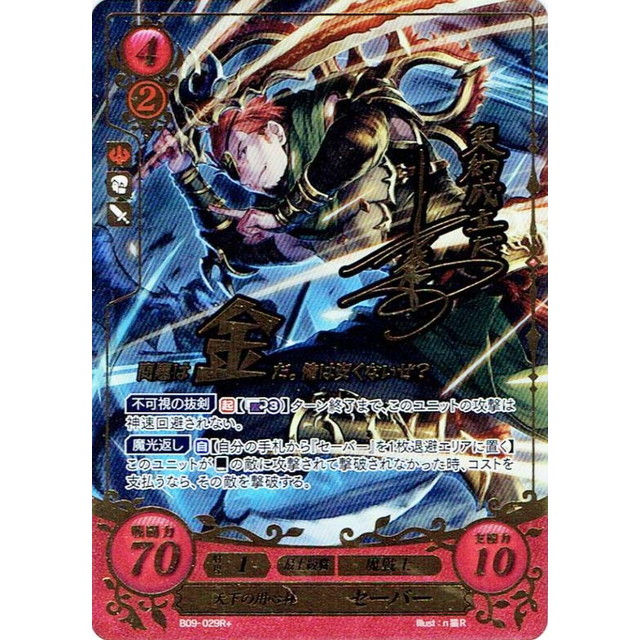 4
2
契約成立だ
問題は金だ。俺は安くないぜ?
不可視の抜剣 起【3】ターン終了まで、このユニットの攻撃は
神速回避されない。
魔光返し 自【自分の手札から『セーバー』を1枚退避エリアに置く】
このユニットが■の敵に攻撃されて撃破されなかった時、コストを
支払うなら、その敵を撃破する。
戦闘力
70
射程 1
魔戦士
支援力
10
天下の用心棒 セーバー
B09-029R+
Illust:n猫R